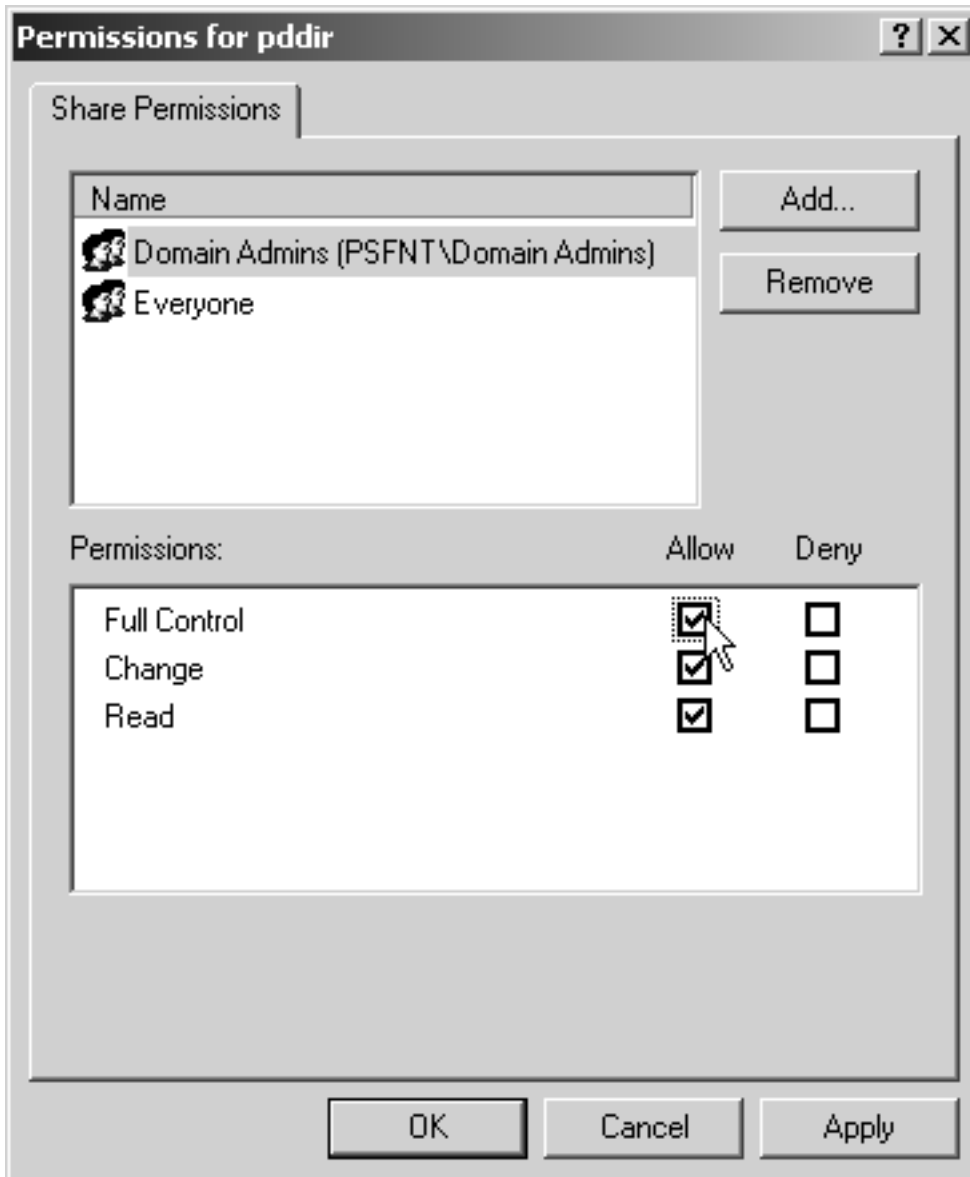 Permissions for pddir
Share Permissions
Name
Add...
Domain Admins (PSFNT\Domain Admins)
Remove
Everyone
Permissions: Allow Deny
Full Control
Change
Read
OK Cancel Apply